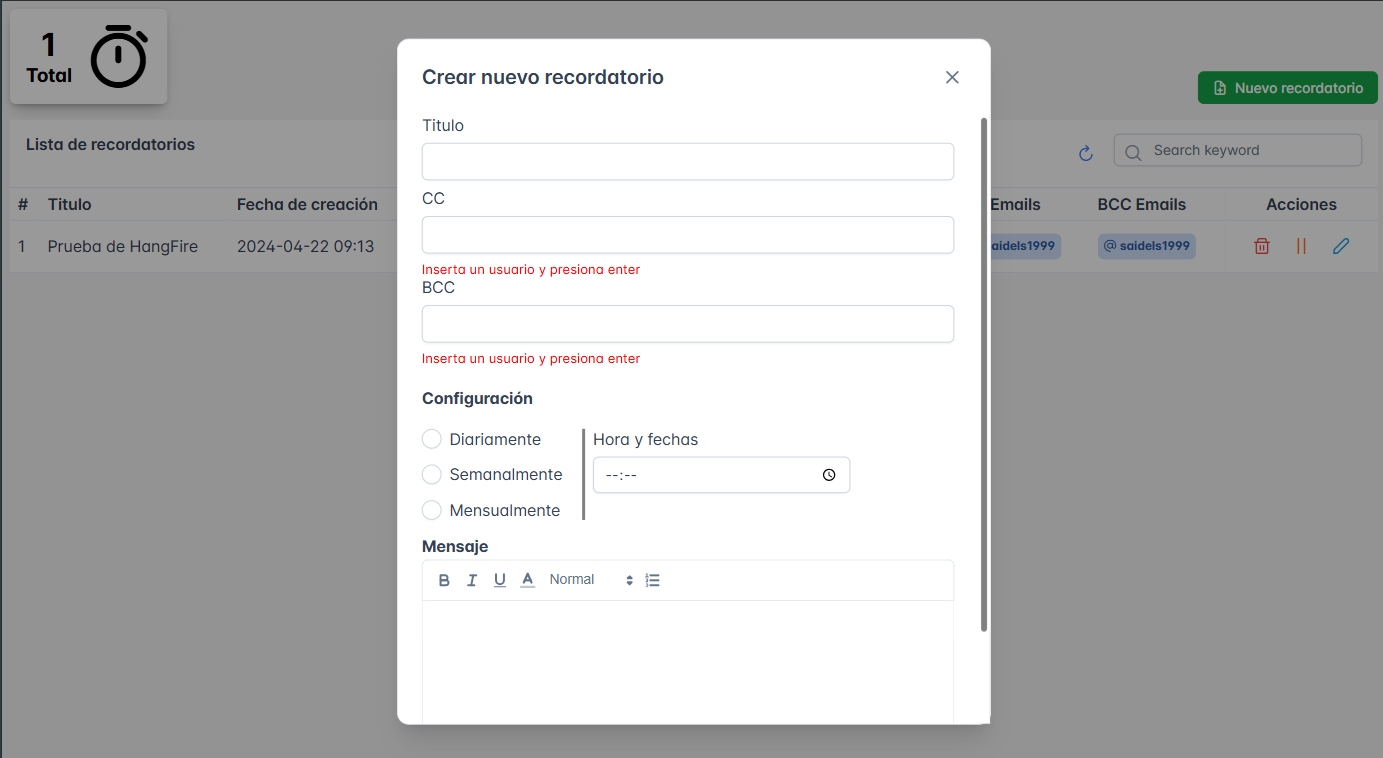 1
Total
Nuevo recordatorio
Lista de recordatorios
Search keyword
# Titulo Fecha de creación Emails BCC Emails Acciones
1 Prueba de HangFire 2024-04-22 09:13 saidels1999 @ saidels1999
Crear nuevo recordatorio
Titulo
CC
Inserta un usuario y presiona enter
BCC
Inserta un usuario y presiona enter
Configuración
Diariamente
Semanalmente
Mensualmente
Hora y fechas
--:--
Mensaje
B I U A Normal